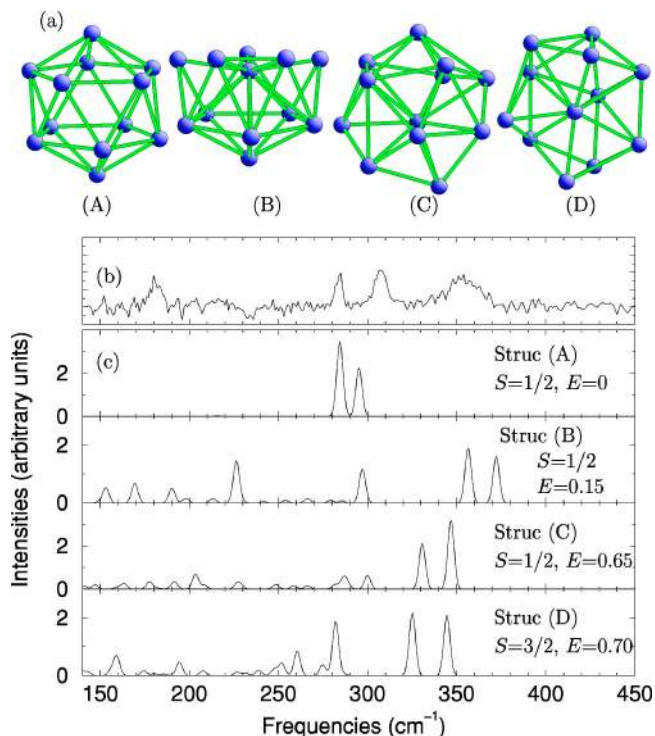 (a)
(A) (B) (C) (D)
(b)
(c)
Struc (A)
S=1/2, E=0
2
0
Struc (B)
S=1/2
E=0.15
2
0
Struc (C)
S=1/2, E=0.65
2
0
Struc (D)
S=3/2, E=0.70
2
0
150 200 250 300 350 400 450
Intensities (arbitrary units)
Frequencies (cm⁻¹)